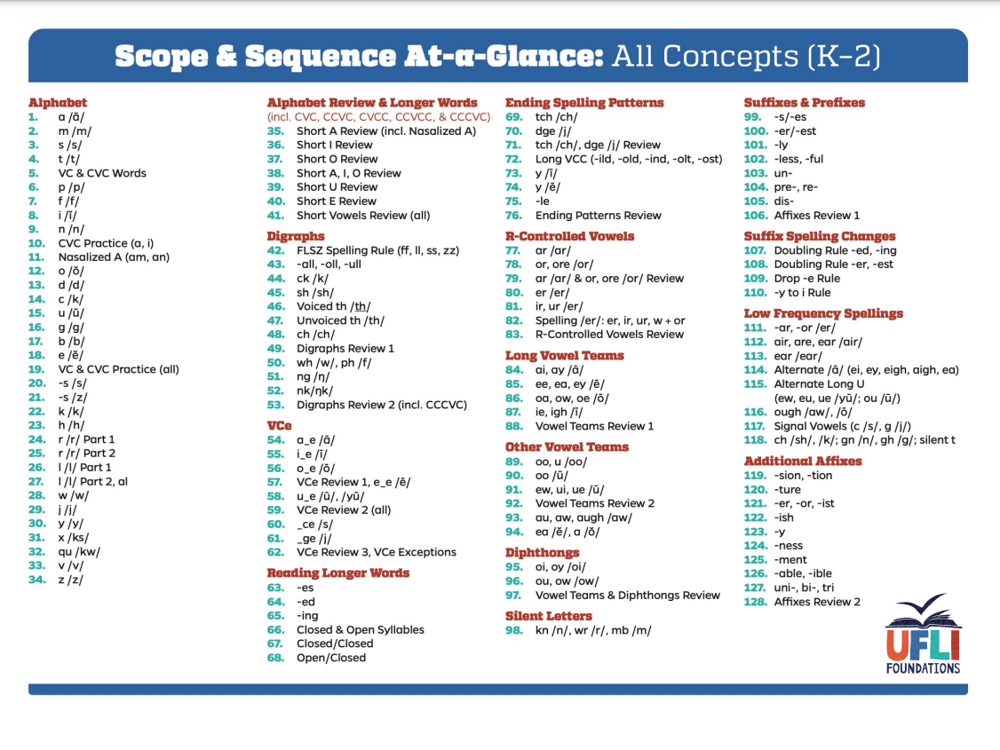 Scope & Sequence At-a-Glance: All Concepts (K–2)
Alphabet
1. a /ă/
2. m /m/
3. s /s/
4. t /t/
5. VC & CVC Words
6. p /p/
7. f /f/
8. i /ĭ/
9. n /n/
10. CVC Practice (a, i)
11. Nasalized A (am, an)
12. o /ŏ/
13. d /d/
14. c /k/
15. u /ŭ/
16. g /g/
17. b /b/
18. e /ĕ/
19. VC & CVC Practice (all)
20. -s /s/
21. -s /z/
22. k /k/
23. h /h/
24. r /r/ Part 1
25. r /r/ Part 2
26. l /l/ Part 1
27. l /l/ Part 2, al
28. w /w/
29. j /j/
30. y /y/
31. x /ks/
32. qu /kw/
33. v /v/
34. z /z/
Alphabet Review & Longer Words
(incl. CVC, CCVC, CVCC, CCVCC, & CCCVC)
35. Short A Review (incl. Nasalized A)
36. Short I Review
37. Short O Review
38. Short A, I, O Review
39. Short U Review
40. Short E Review
41. Short Vowels Review (all)
Digraphs
42. FLSZ Spelling Rule (ff, ll, ss, zz)
43. -all, -oll, -ull
44. ck /k/
45. sh /sh/
46. Voiced th /th/
47. Unvoiced th /th/
48. ch /ch/
49. Digraphs Review 1
50. wh /w/, ph /f/
51. ng /ŋ/
52. nk/ŋk/
53. Digraphs Review 2 (incl. CCCVC)
VCe
54. a_e /ā/
55. i_e /ī/
56. o_e /ō/
57. VCe Review 1, e_e /ē/
58. u_e /ū/, /yū/
59. VCe Review 2 (all)
60. _ce /s/
61. _ge /j/
62. VCe Review 3, VCe Exceptions
Reading Longer Words
63. -es
64. -ed
65. -ing
66. Closed & Open Syllables
67. Closed/Closed
68. Open/Closed
Ending Spelling Patterns
69. tch /ch/
70. dge /j/
71. tch /ch/, dge /j/ Review
72. Long VCC (-ild, -old, -ind, -olt, -ost)
73. y /ī/
74. y /ē/
75. -le
76. Ending Patterns Review
R-Controlled Vowels
77. ar /ar/
78. or, ore /or/
79. ar /ar/ & or, ore /or/ Review
80. er /er/
81. ir, ur /er/
82. Spelling /er/: er, ir, ur, w + or
83. R-Controlled Vowels Review
Long Vowel Teams
84. ai, ay /ā/
85. ee, ea, ey /ē/
86. oa, ow, oe /ō/
87. ie, igh /ī/
88. Vowel Teams Review 1
Other Vowel Teams
89. oo, u /oo/
90. oo /ū/
91. ew, ui, ue /ū/
92. Vowel Teams Review 2
93. au, aw, augh /aw/
94. ea /ĕ/, a /ŏ/
Diphthongs
95. oi, oy /oi/
96. ou, ow /ow/
97. Vowel Teams & Diphthongs Review
Silent Letters
98. kn /n/, wr /r/, mb /m/
Suffixes & Prefixes
99. -s/-es
100. -er/-est
101. -ly
102. -less, -ful
103. un-
104. pre-, re-
105. dis-
106. Affixes Review 1
Suffix Spelling Changes
107. Doubling Rule -ed, -ing
108. Doubling Rule -er, -est
109. Drop -e Rule
110. -y to i Rule
Low Frequency Spellings
111. -ar, -or /er/
112. air, are, ear /air/
113. ear /ear/
114. Alternate /ā/ (ei, ey, eigh, aigh, ea)
115. Alternate Long U
(ew, eu, ue /yū/; ou /ū/)
116. ough /aw/, /ō/
117. Signal Vowels (c /s/, g /j/)
118. ch /sh/, /k/; gn /n/, gh /g/; silent t
Additional Affixes
119. -sion, -tion
120. -ture
121. -er, -or, -ist
122. -ish
123. -y
124. -ness
125. -ment
126. -able, -ible
127. uni-, bi-, tri
128. Affixes Review 2
UFLI
FOUNDATIONS